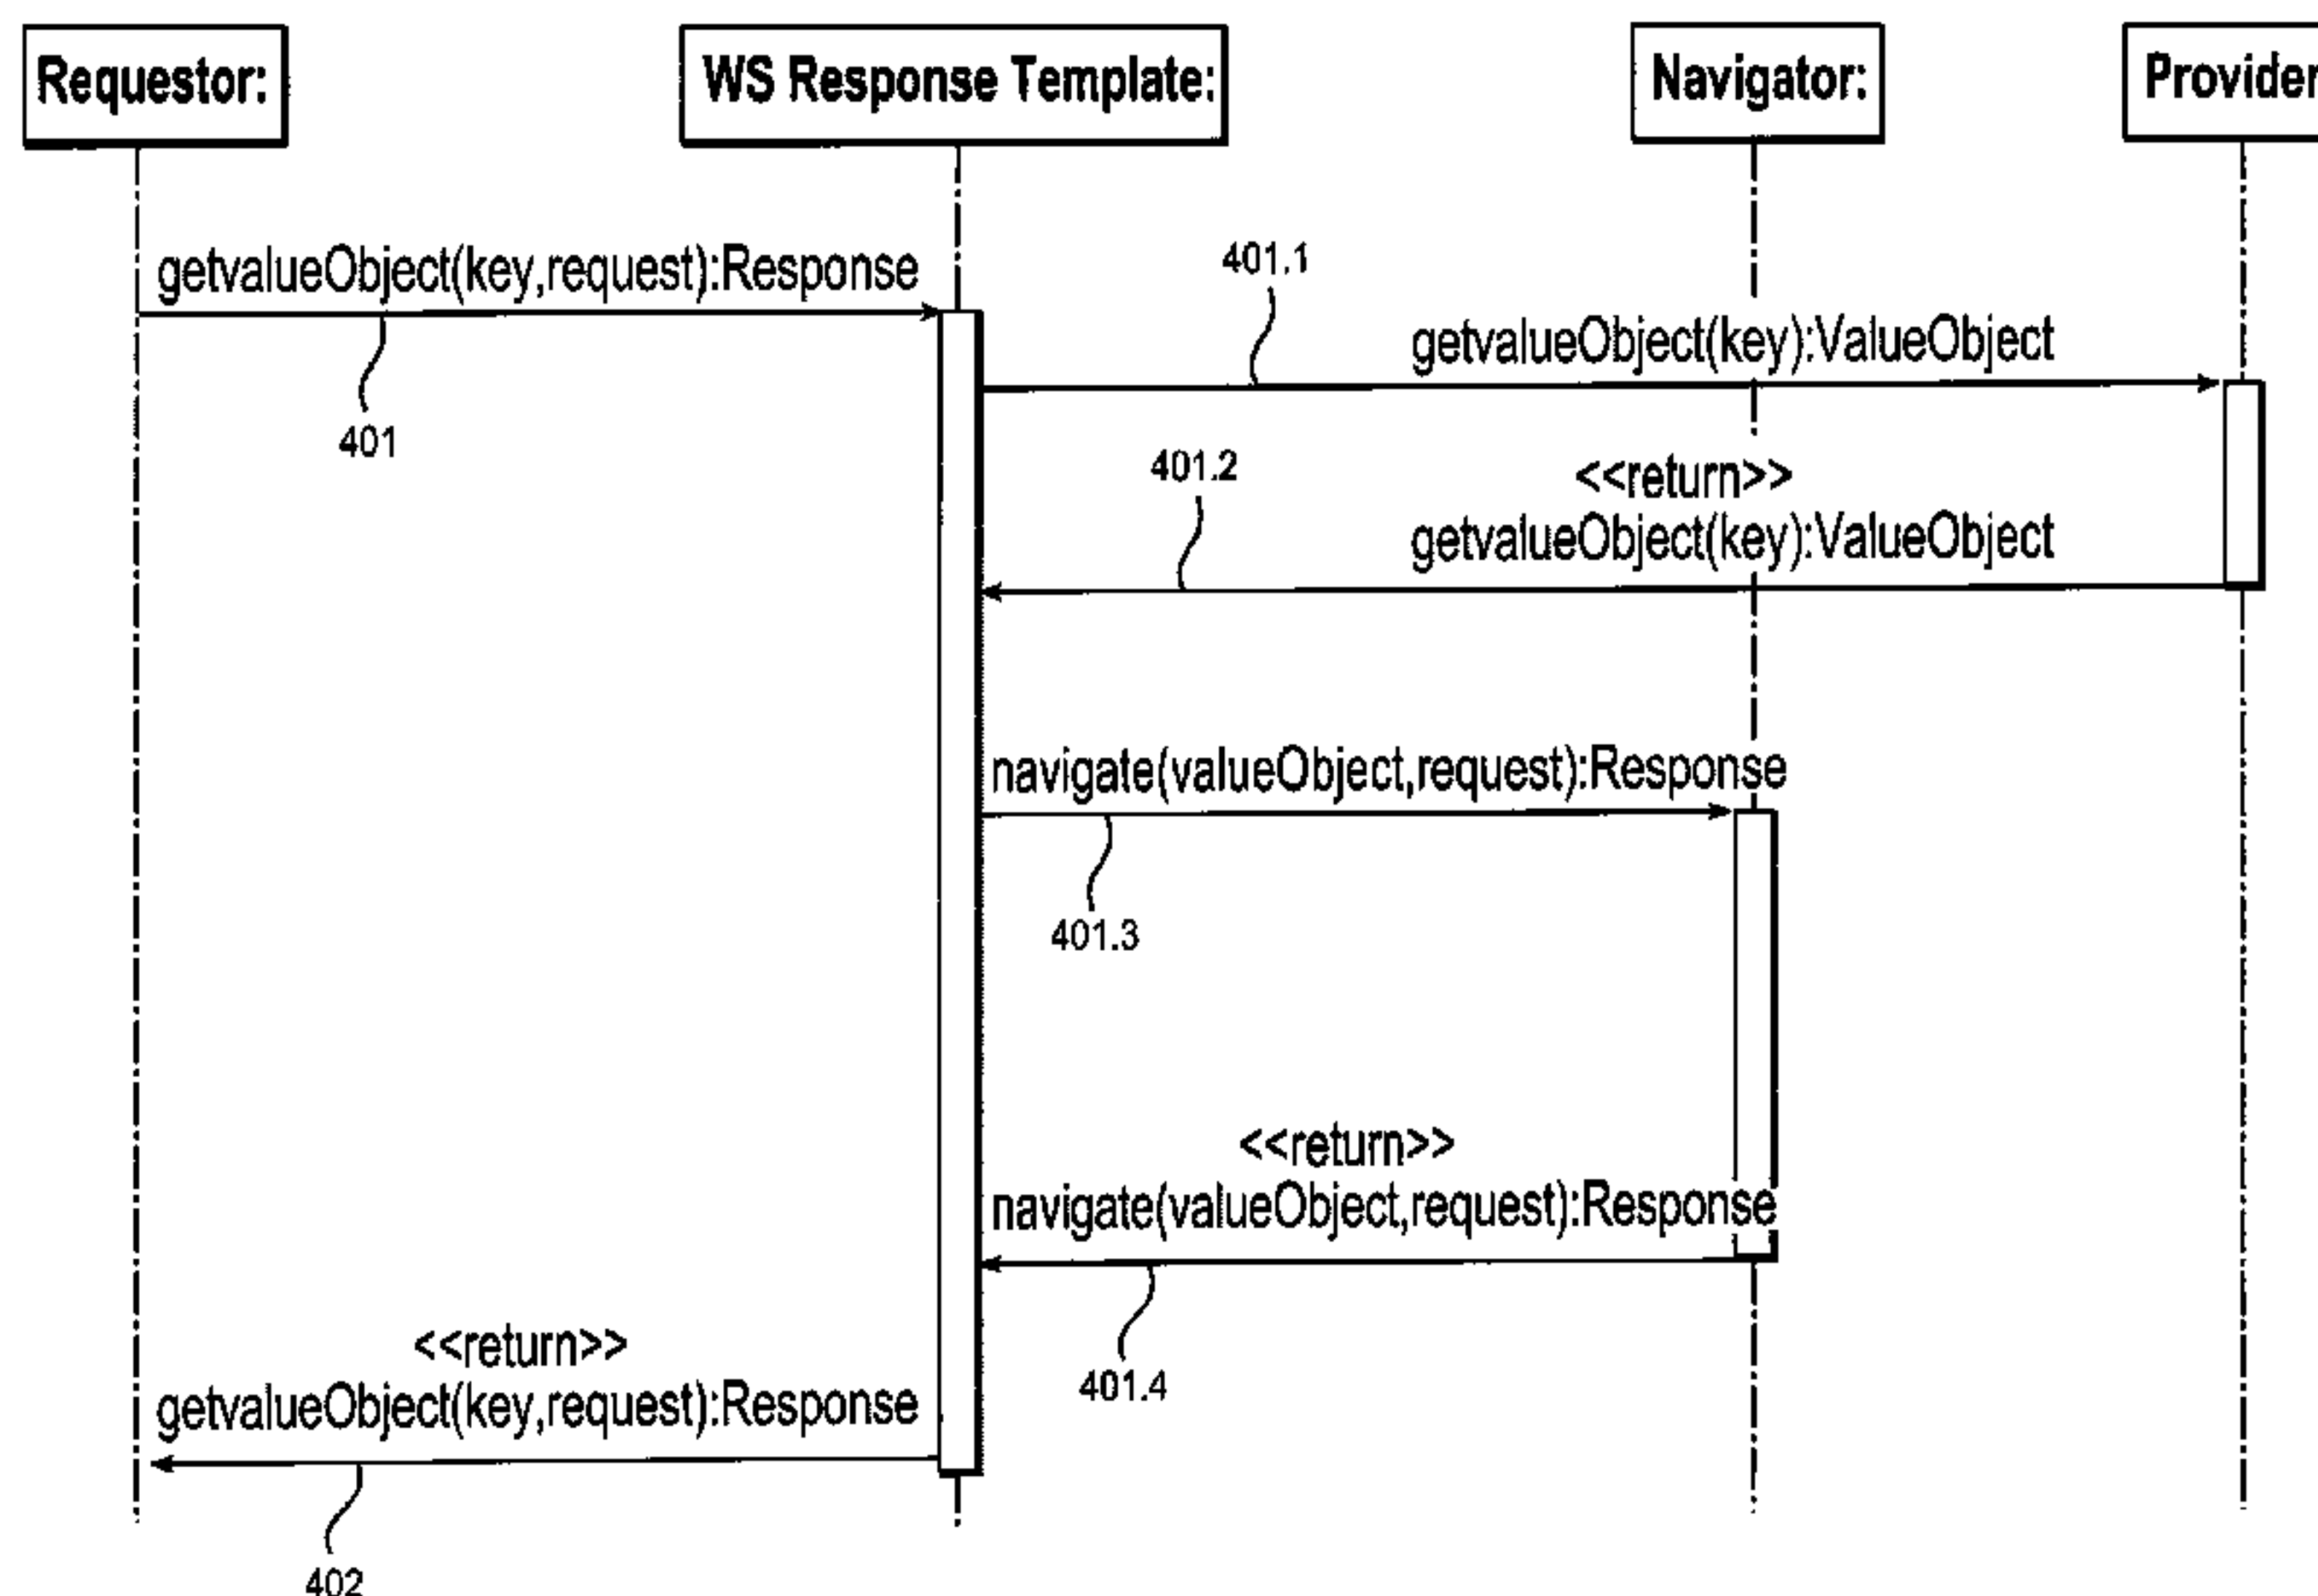 Requestor:
WS Response Template:
Navigator:
Provider
getvalueObject(key,request):Response
401.1
getvalueObject(key):ValueObject
401
401.2
<<return>>
getvalueObject(key):ValueObject
navigate(valueObject,request):Response
401.3
<<return>>
navigate(valueObject,request):Response
<<return>>
401.4
getvalueObject(key,request):Response
402